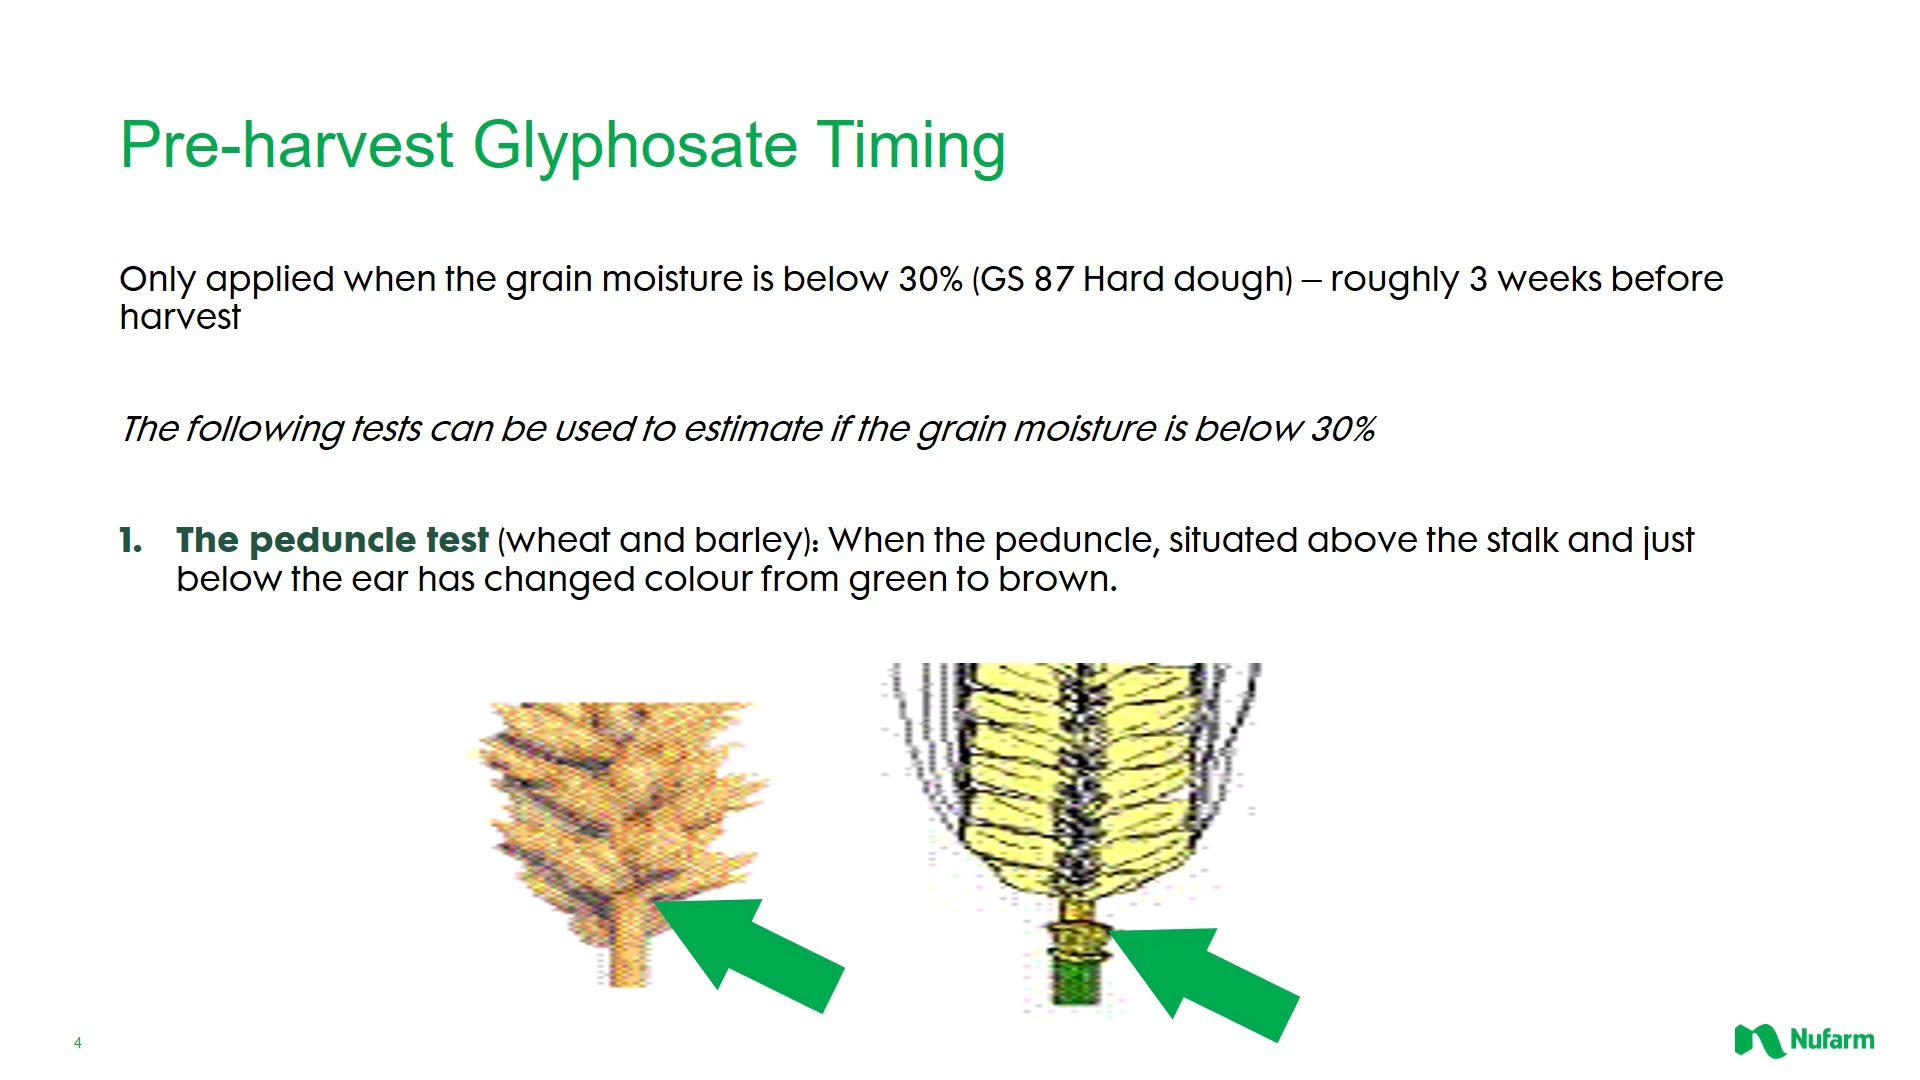 Pre-harvest Glyphosate Timing
Only applied when the grain moisture is below 30% (GS 87 Hard dough) – roughly 3 weeks before
harvest
The following tests can be used to estimate if the grain moisture is below 30%
1. The peduncle test (wheat and barley): When the peduncle, situated above the stalk and just
below the ear has changed colour from green to brown.
4
Nufarm